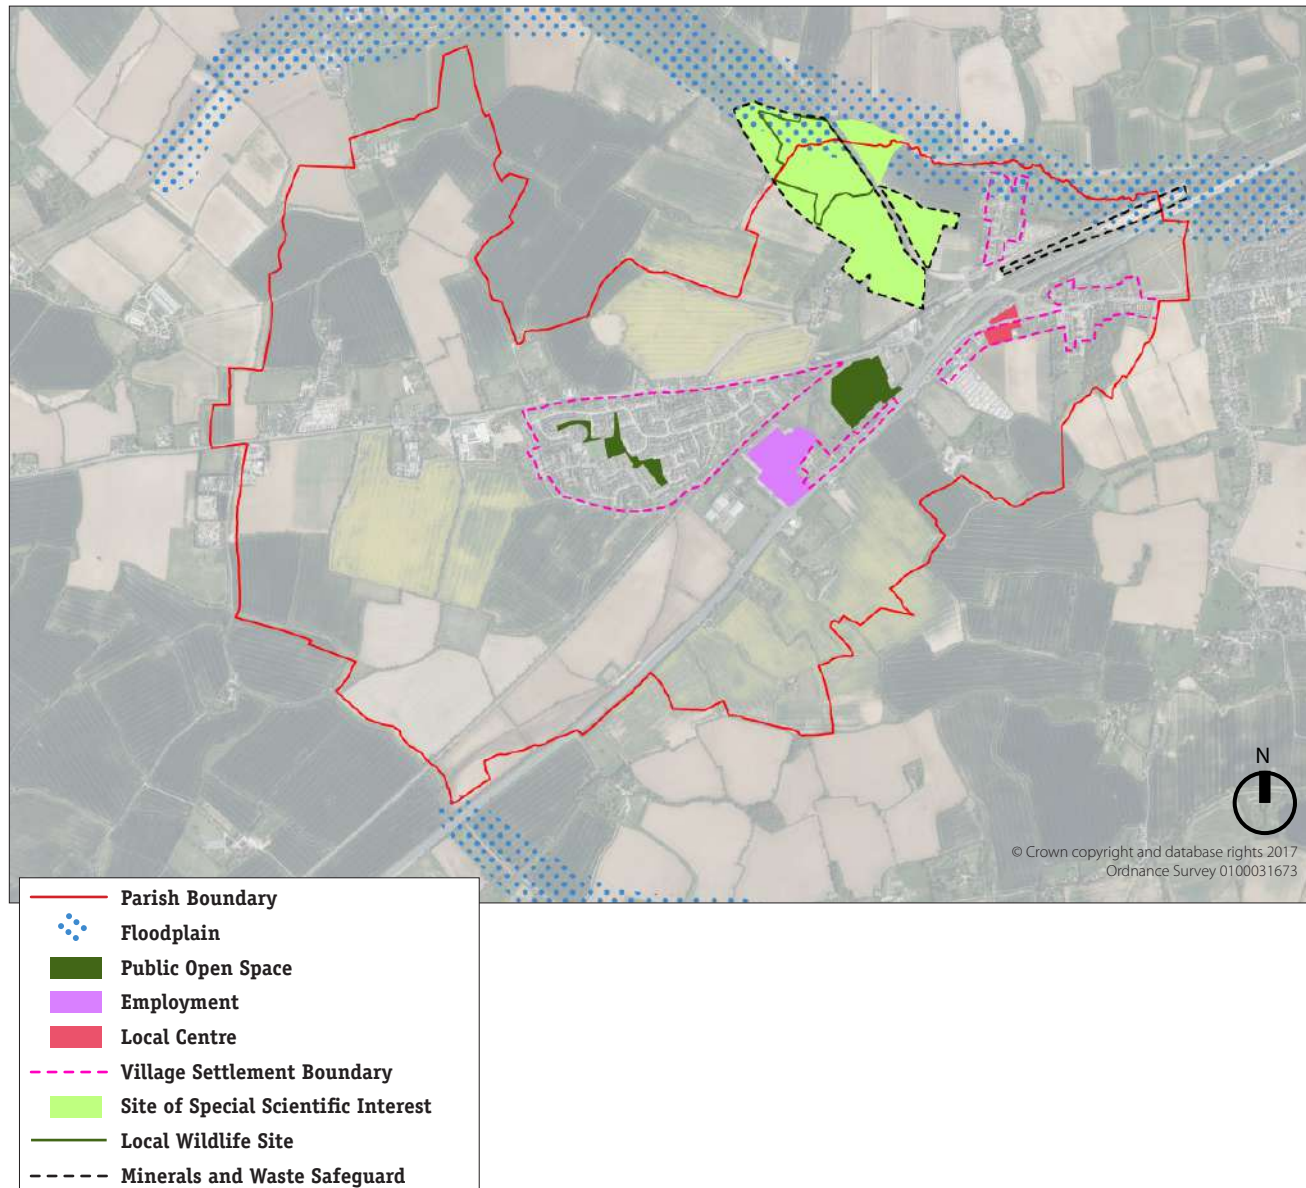 N
© Crown copyright and database rights 2017
Ordnance Survey 0100031673
Parish Boundary
Floodplain
Public Open Space
Employment
Local Centre
Village Settlement Boundary
Site of Special Scientific Interest
Local Wildlife Site
Minerals and Waste Safeguard